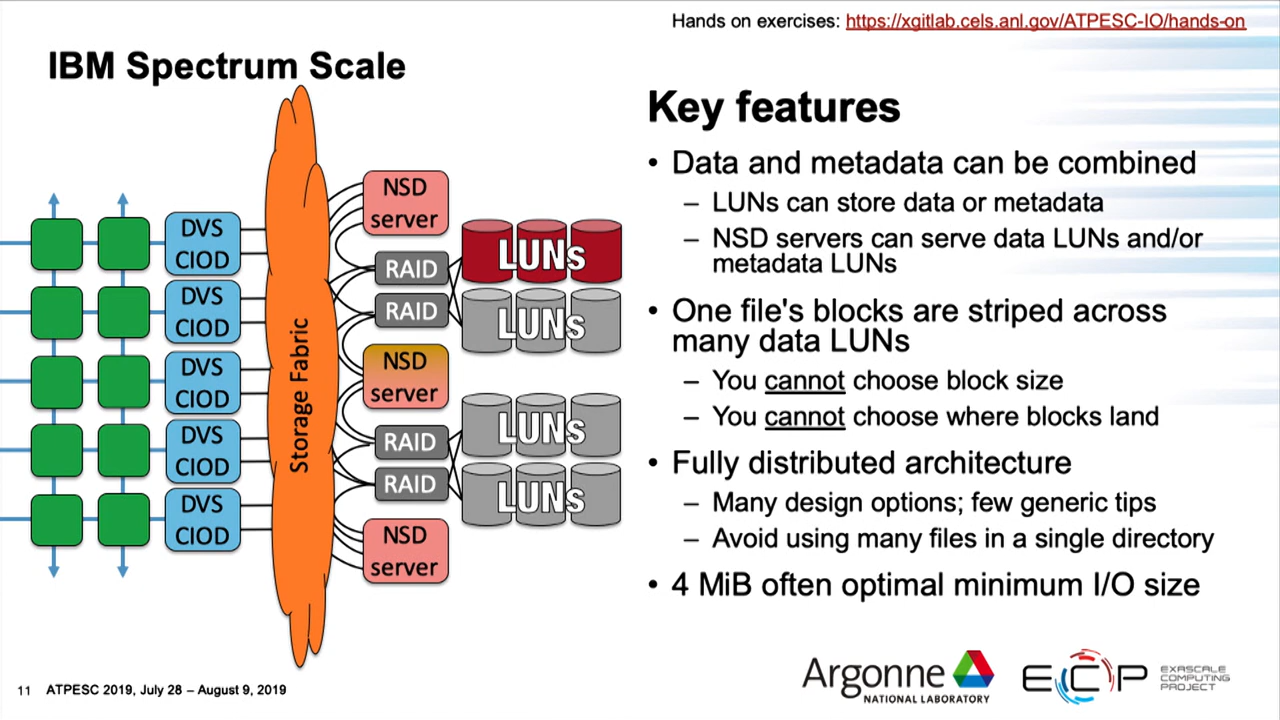 Hands on exercises: https://xgitlab.cels.anl.gov/ATPESC-IO/hands-on
IBM Spectrum Scale
DVS
CIOD
DVS
CIOD
DVS
CIOD
DVS
CIOD
DVS
CIOD
Storage Fabric
NSD
server
RAID
RAID
NSD
server
RAID
RAID
NSD
server
LUNs
LUNs
LUNs
LUNs
Key features
• Data and metadata can be combined
– LUNs can store data or metadata
– NSD servers can serve data LUNs and/or
metadata LUNs
• One file's blocks are striped across
many data LUNs
– You cannot choose block size
– You cannot choose where blocks land
• Fully distributed architecture
– Many design options; few generic tips
– Avoid using many files in a single directory
• 4 MiB often optimal minimum I/O size
11 ATPESC 2019, July 28 – August 9, 2019
Argonne
NATIONAL LABORATORY
ECP
EXASCALE
COMPUTING
PROJECT